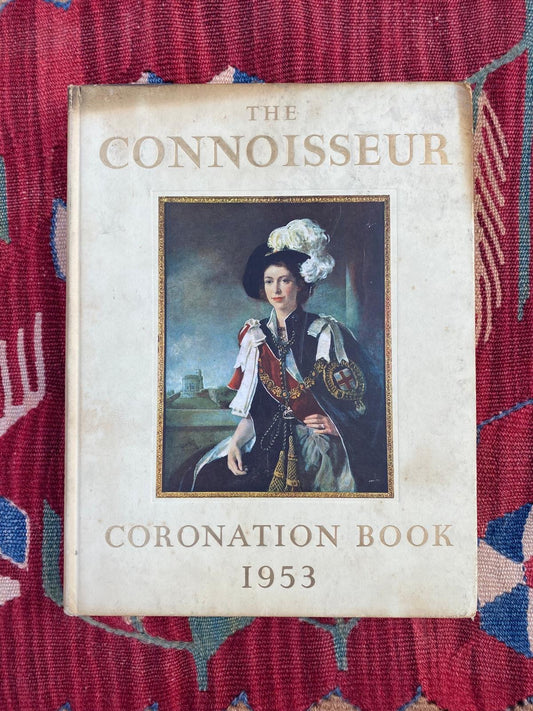 THE
CONNOISSEUR
CORONATION BOOK
1953